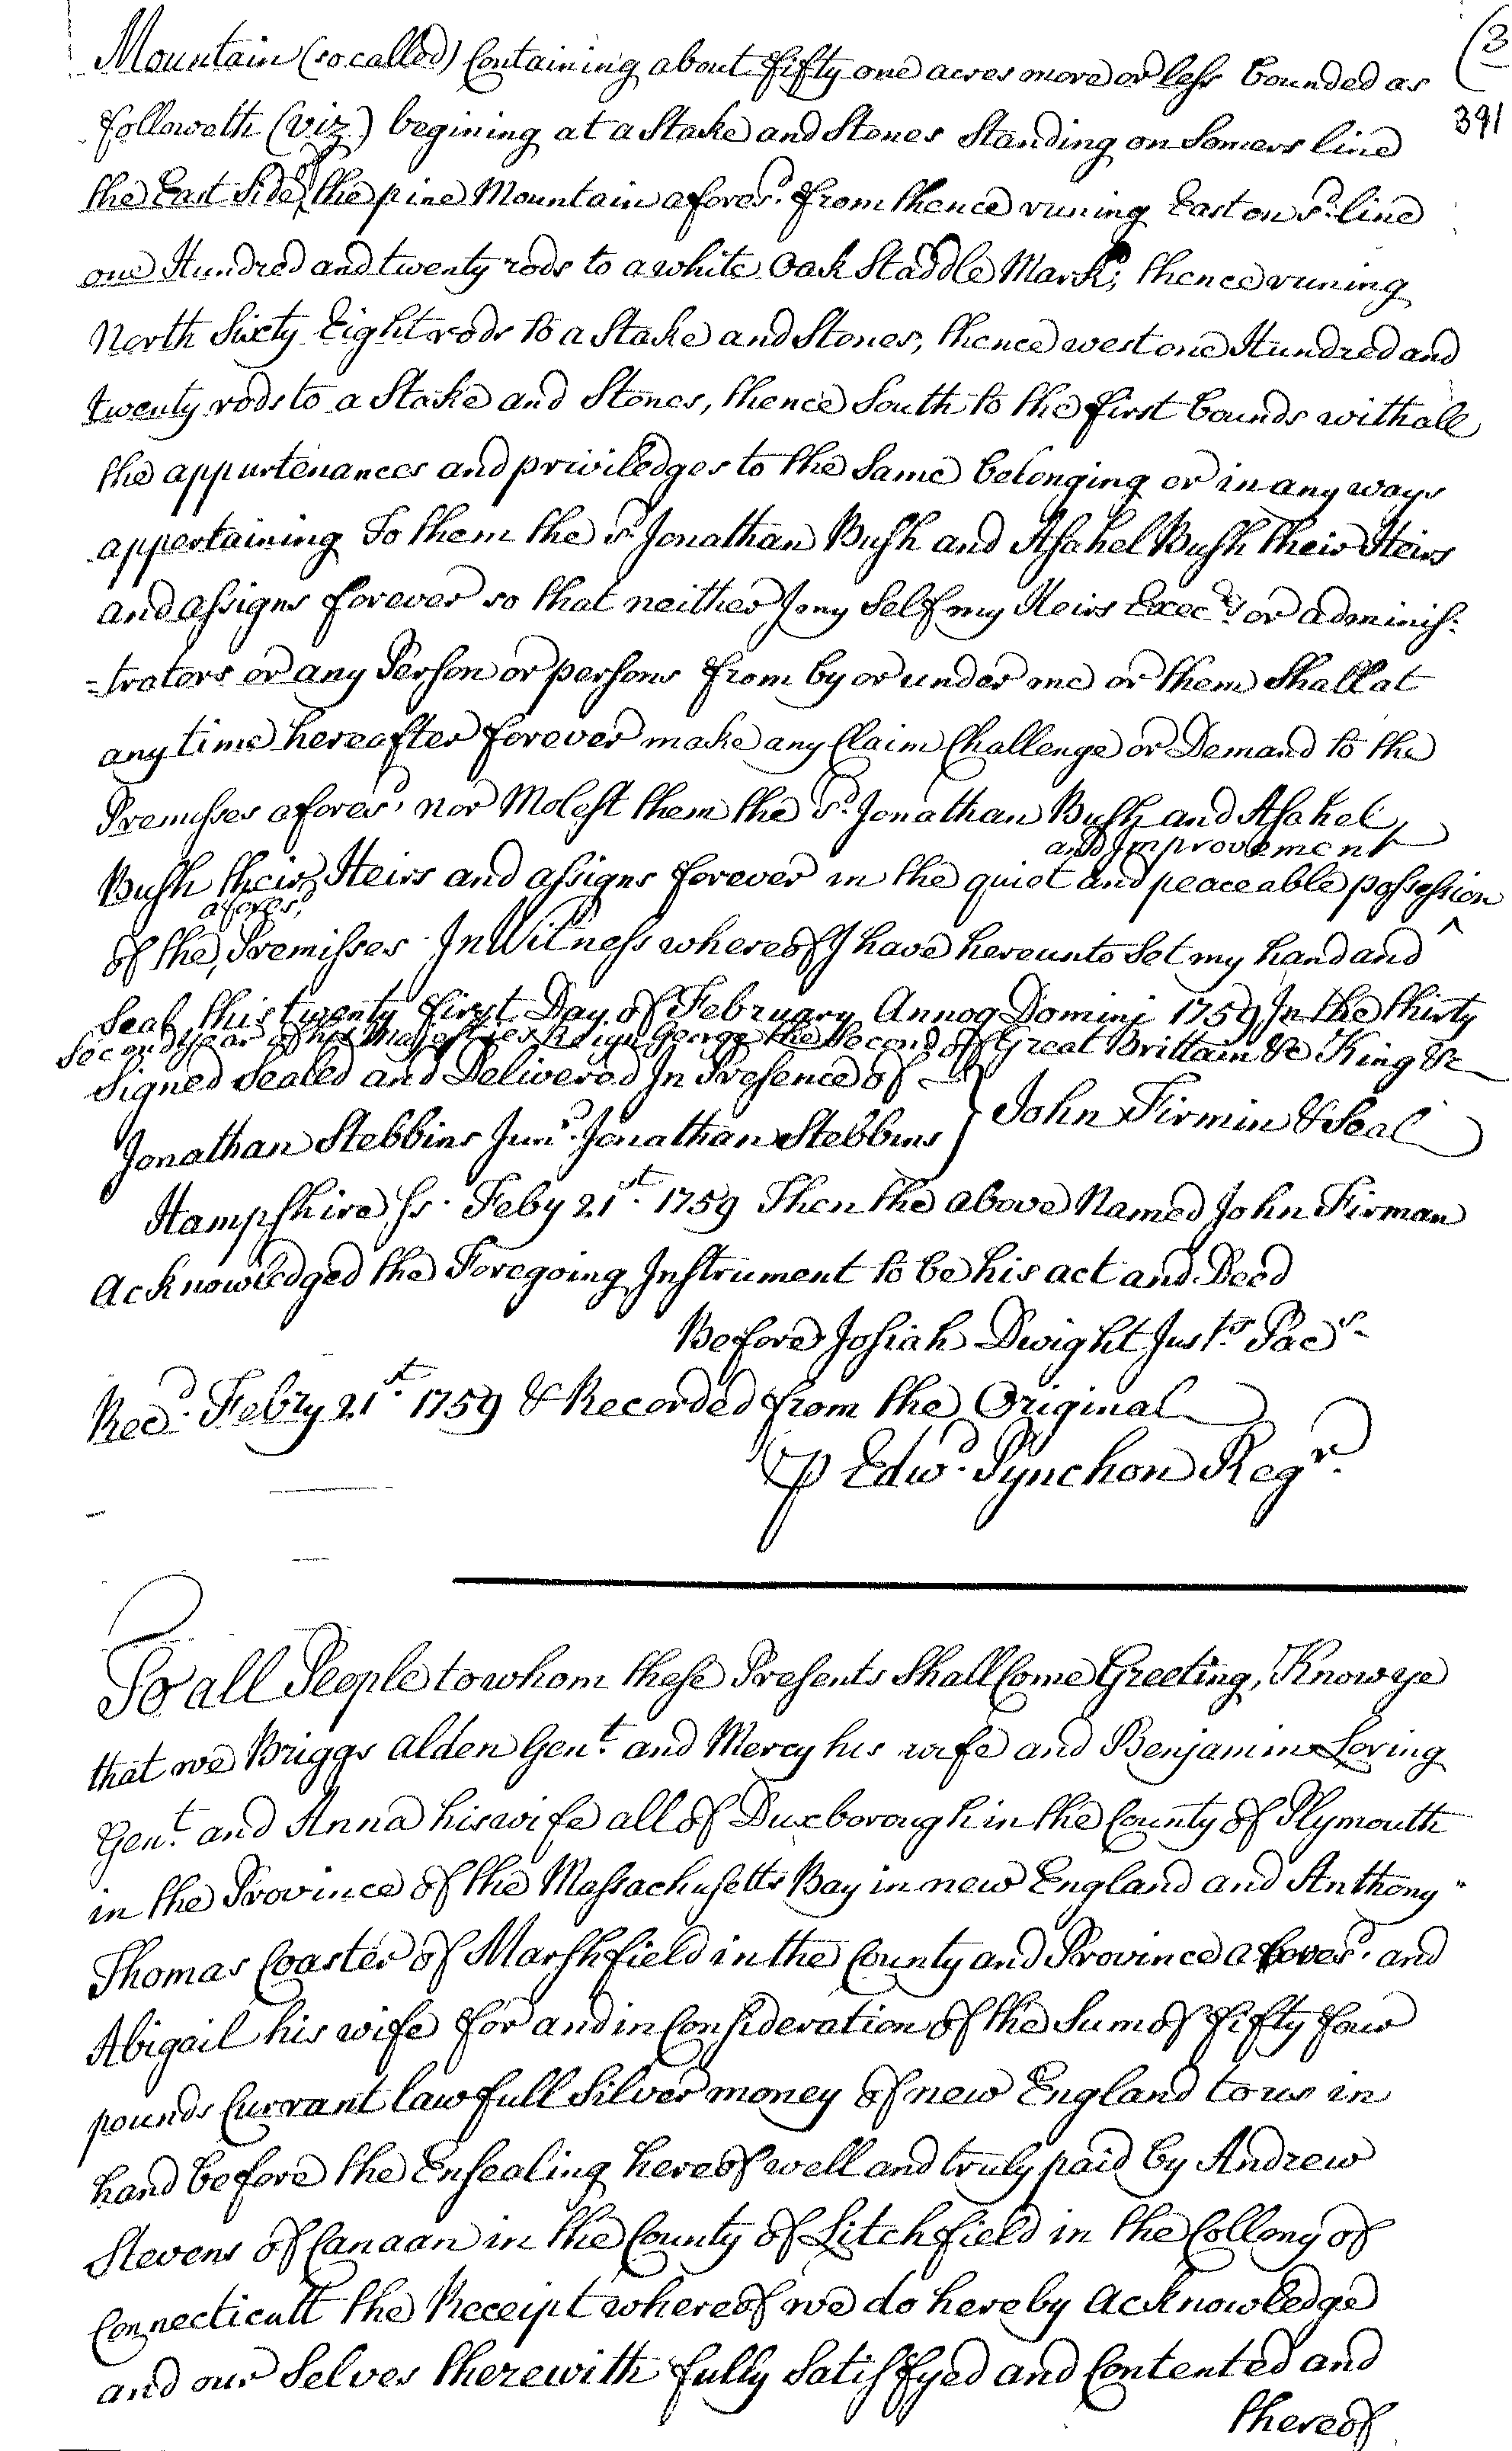 (3
391
Mountain (so called) Containing about fifty one acres more or less bounded as
followeth (viz) begining at a Stake and Stones Standing on Somers line
the East Side of the pine Mountain afores.d from thence runing East on s.d line
one Hundred and twenty rods to a white Oak Staddle Mark.d, thence runing
North Sixty Eight rods to a Stake and Stones, thence west one Hundred and
twenty rods to a Stake and Stones, thence South to the first bounds with all
the appurtenances and priviledges to the Same belonging or in any ways
appertaining To them the s.d Jonathan Bush and Asahel Bush their Heirs
and assigns forever so that neither I my Self my Heirs Exec.rs or adminis:
-trators or any Person or persons from by or under me or them Shall at
any time hereafter forever make any Claim Challenge or Demand to the
Premisses afores.d nor Molest them the s.d Jonathan Bush and Asahel
and Improvement
Bush their Heirs and assigns forever in the quiet and peaceable possession ^
afores.d
of the, Premisses. In Witness whereof I have hereunto Set my hand and
Seal this twenty first Day of February Annoq Domini 1759 In the thirty
Second year of his Majesties Reign George the Second of Great Brittain &c King &c
Signed Sealed and Delivered In Presence of } John Firmin & Seal
Jonathan Stebbins Jun.r Jonathan Stebbins
Hampshire ss. Feby 21.st 1759 Then the above Named John Firman
Acknowledged the Foregoing Instrument to be his act and Deed
Before Josiah Dwight Just.s Pac.s
Rec.d Febry 21.st 1759 & Recorded from the Original
p Edw.d Pynchon Reg.r
To all People to whom these Presents Shall Come Greeting, Know ye
that we Briggs Alden Gen.t and Mercy his wife and Benjamin Loring
Gen.t and Anna his wife all of Duxborough in the County of Plymouth
in the Province of the Massachusetts Bay in new England and Anthony
Thomas Coaster of Marshfield in the County and Province afores.d and
Abigail his wife for and in Consideration of the Sum of fifty four
pounds Currant lawfull Silver money of new England to us in
hand before the Ensealing hereof well and truly paid by Andrew
Stevens of Canaan in the County of Litchfield in the Collony of
Connecticutt the Receipt whereof we do hereby Acknowledge
and our Selves therewith fully Satisfyed and Contented and
thereof